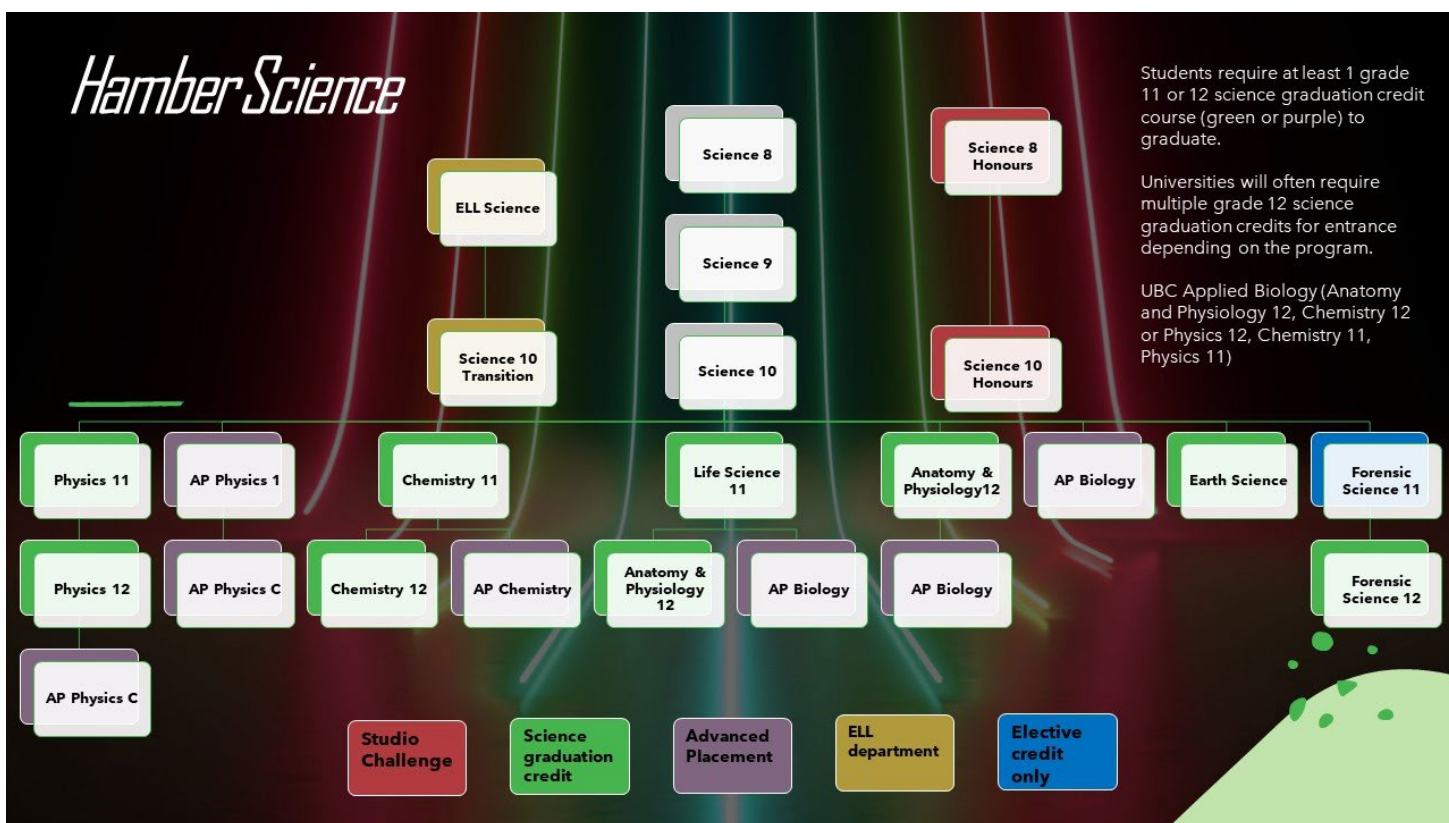 Hamber Science
Students require at least 1 grade
11 or 12 science graduation credit
course (green or purple) to
graduate.
Universities will often require
multiple grade 12 science
graduation credits for entrance
depending on the program.
UBC Applied Biology (Anatomy
and Physiology 12, Chemistry 12
or Physics 12, Chemistry 11,
Physics 11)
Science 8
Science 8
Honours
ELL Science
Science 9
Science 10
Transition
Science 10
Science 10
Honours
Physics 11
AP Physics 1
Chemistry 11
Life Science
11
Anatomy &
Physiology12
AP Biology
Earth Science
Forensic
Science 11
Physics 12
AP Physics C
Chemistry 12
AP Chemistry
Anatomy &
Physiology
12
AP Biology
AP Biology
Forensic
Science 12
AP Physics C
Studio
Challenge
Science
graduation
credit
Advanced
Placement
ELL
department
Elective
credit
only